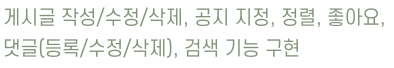 게시글 작성/수정/삭제, 공지 지정, 정렬, 좋아요,
댓글(등록/수정/삭제), 검색 기능 구현